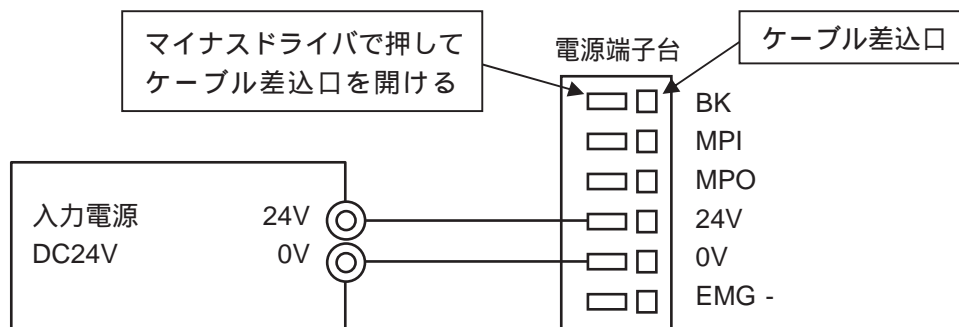 マイナスドライバで押して
ケーブル差込口を開ける
電源端子台
ケーブル差込口
BK
MPI
MPO
24V
0V
EMG -
入力電源 24V
DC24V 0V